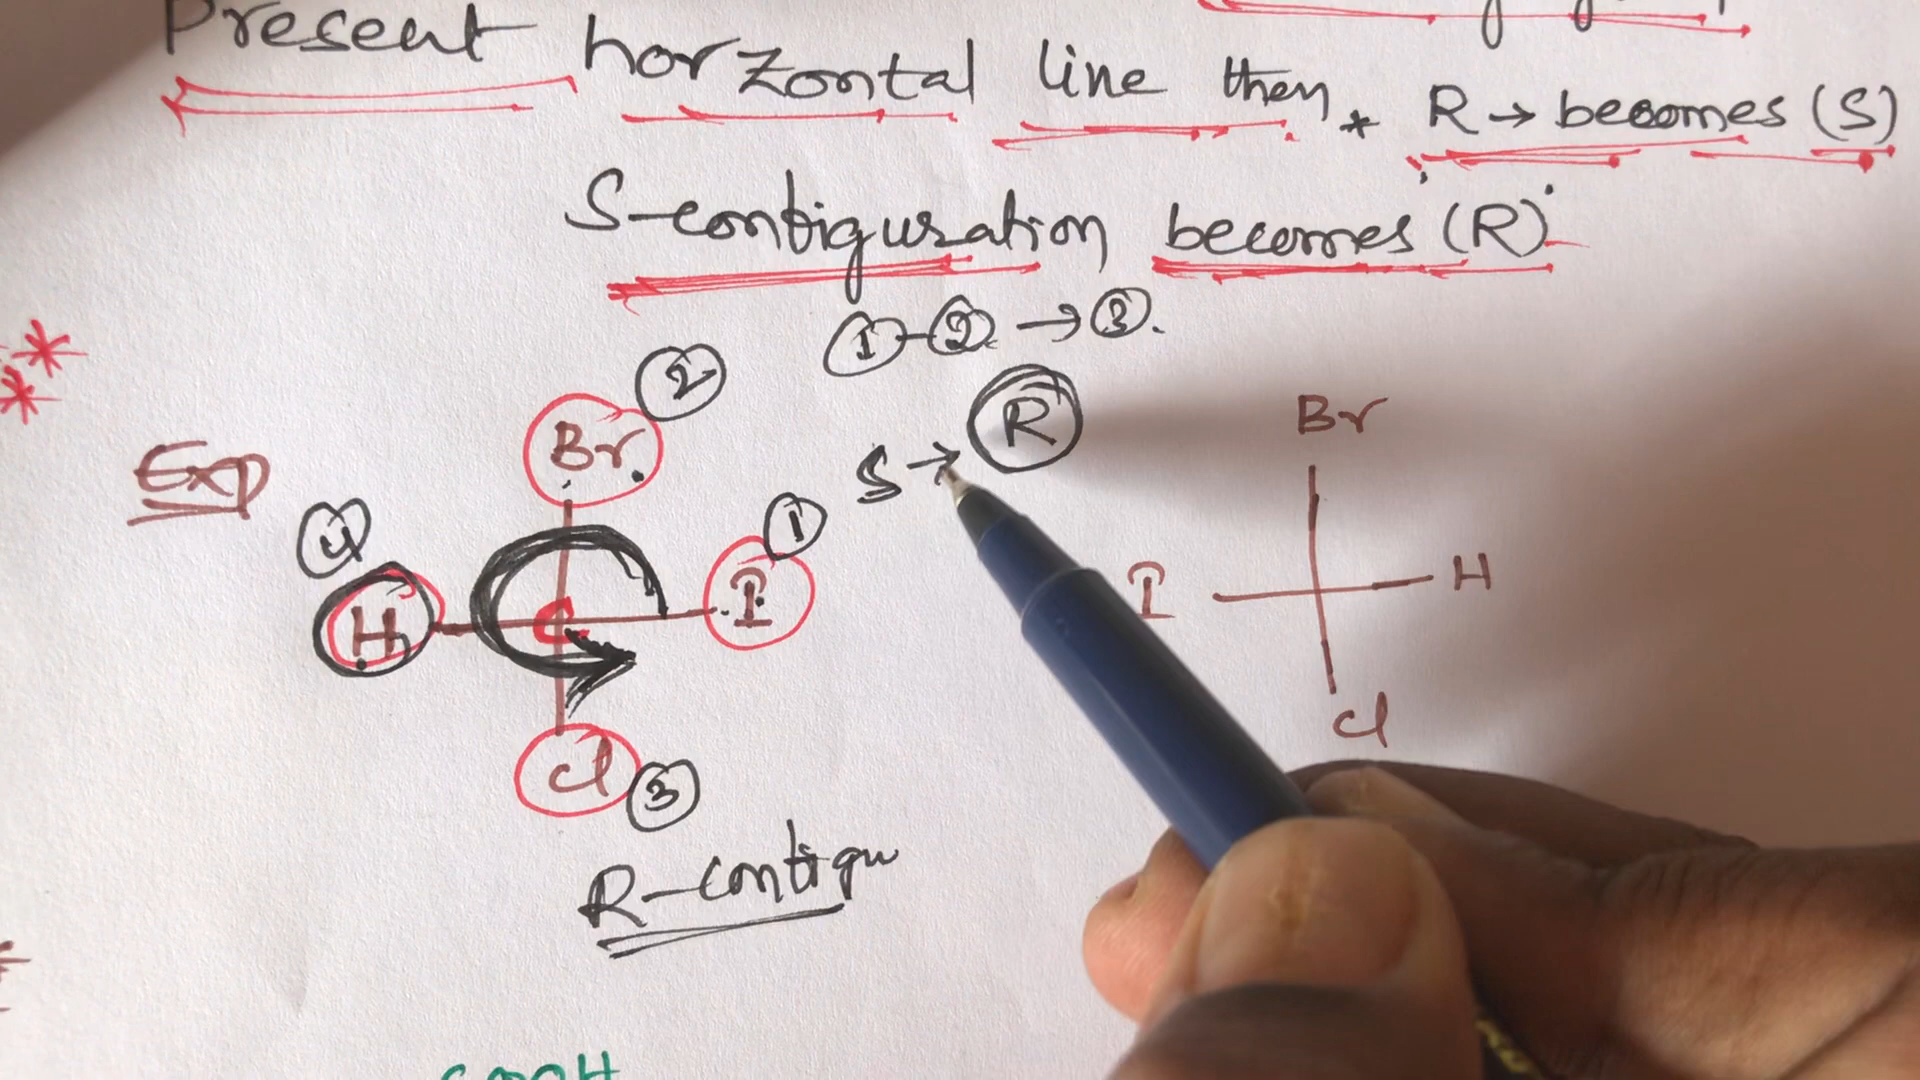 Present horzontal line then * R → becomes (S)
S-configuration becomes (R)
① - ② → ③.
②
Br
R
Br
Exp
S →
④
①
H
C
I
I
H
Cl
③
Cl
R-configu
COOH